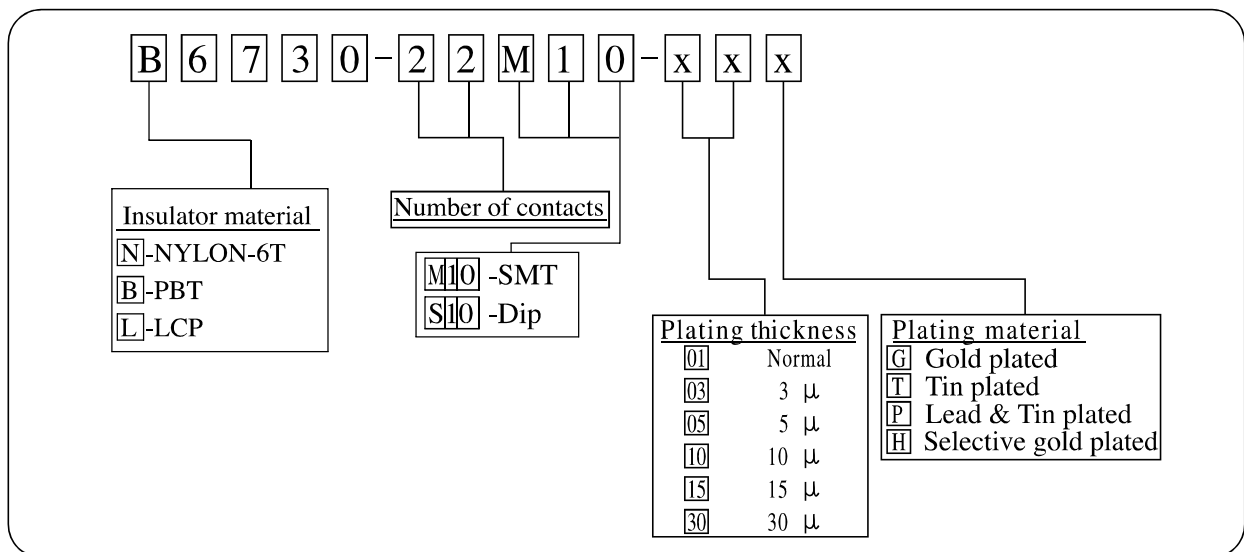 B6730-22M10-xxx
Insulator material
N-NYLON-6T
B-PBT
L-LCP
Number of contacts
M10-SMT
S10-Dip
Plating thickness
01 Normal
03 3 μ
05 5 μ
10 10 μ
15 15 μ
30 30 μ
Plating material
G Gold plated
T Tin plated
P Lead & Tin plated
H Selective gold plated